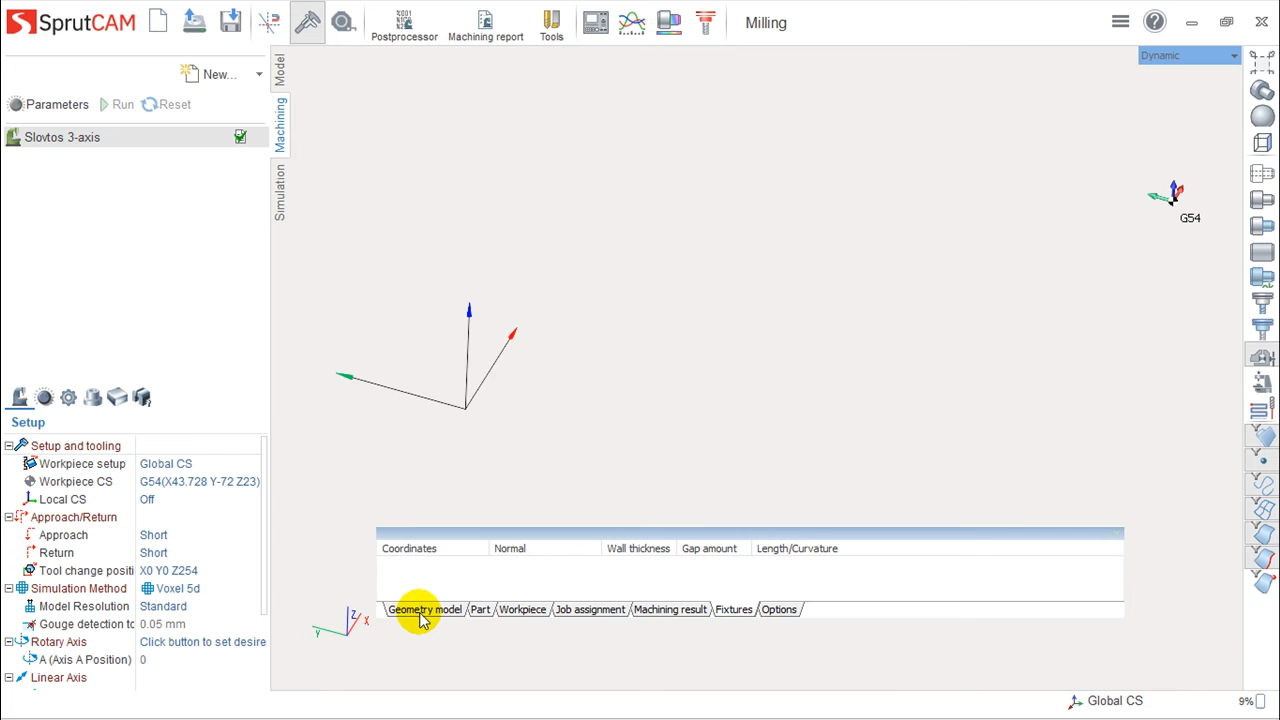 SprutCAM
%001
N1C1
N2C2
Postprocessor
Machining report
Tools
Milling
New...
Parameters
Run
Reset
Slovtos 3-axis
Model
Machining
Simulation
Dynamic
G54
Setup
Setup and tooling
Workpiece setup Global CS
Workpiece CS G54(X43.728 Y-72 Z23)
Local CS Off
Approach/Return
Approach Short
Return Short
Tool change positi X0 Y0 Z254
Simulation Method Voxel 5d
Model Resolution Standard
Gouge detection to 0.05 mm
Rotary Axis Click button to set desire
A (Axis A Position) 0
Linear Axis
Coordinates Normal Wall thickness Gap amount Length/Curvature
Geometry model Part Workpiece Job assignment Machining result Fixtures Options
Z
X
Y
Global CS
9%